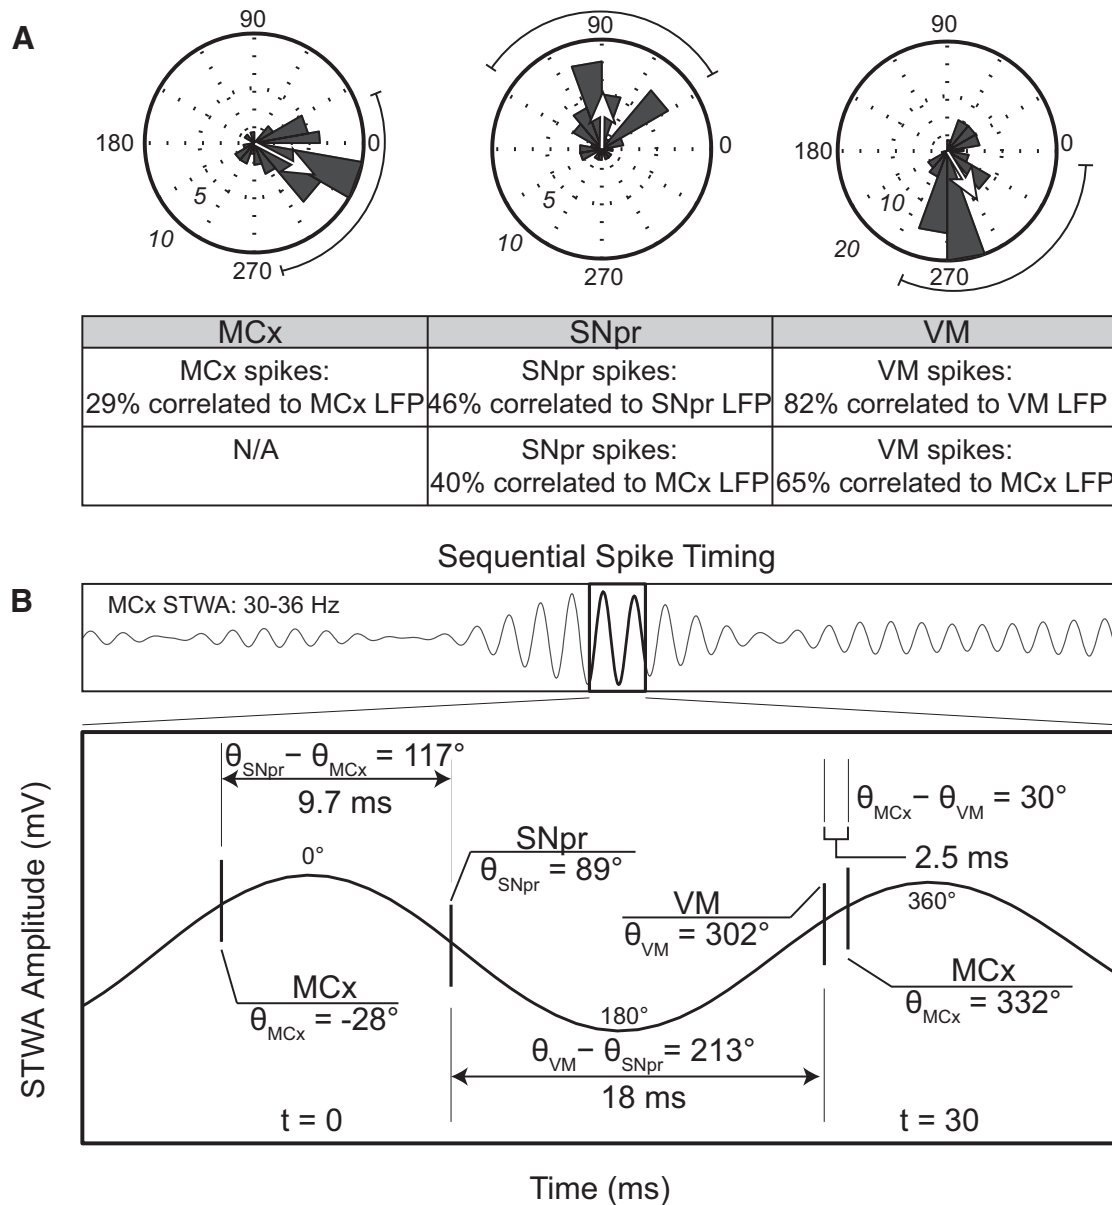 A
90
180
0
5
10
270
90
0
5
10
270
90
180
0
10
20
270
MCx
SNpr
VM
MCx spikes:
29% correlated to MCx LFP
SNpr spikes:
46% correlated to SNpr LFP
VM spikes:
82% correlated to VM LFP
N/A
SNpr spikes:
40% correlated to MCx LFP
VM spikes:
65% correlated to MCx LFP
Sequential Spike Timing
B
MCx STWA: 30-36 Hz
STWA Amplitude (mV)
θSNpr− θMCx = 117°
9.7 ms
0°
SNpr
θSNpr = 89°
MCx
θMCx = -28°
180°
θVM− θSNpr= 213°
18 ms
VM
θVM = 302°
θMCx− θVM = 30°
2.5 ms
360°
MCx
θMCx = 332°
t = 0
t = 30
Time (ms)